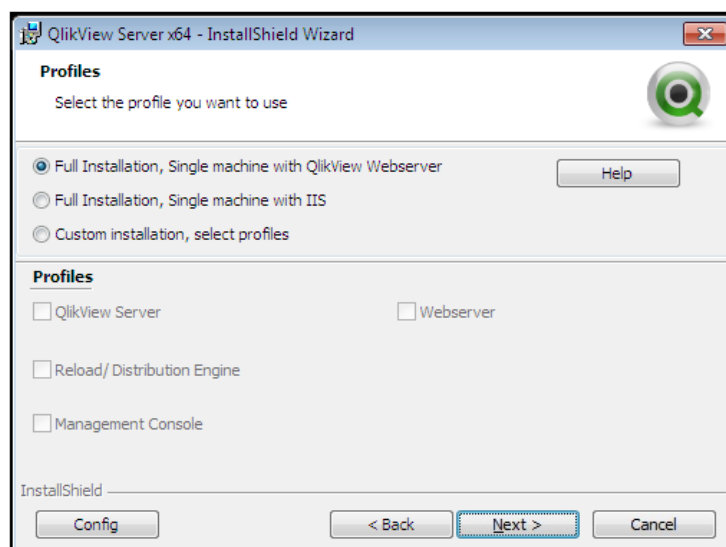 QlikView Server x64 - InstallShield Wizard
Profiles
Select the profile you want to use
Full Installation, Single machine with QlikView Webserver
Help
Full Installation, Single machine with IIS
Custom installation, select profiles
Profiles
QlikView Server
Webserver
Reload/ Distribution Engine
Management Console
InstallShield
Config
< Back
Next >
Cancel